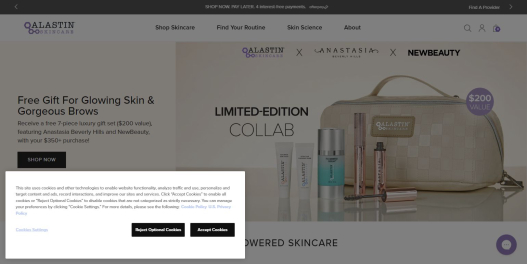 SHOP NOW, PAY LATER. 4 interest-free payments. afterpay
Find A Provider
ALASTIN
SKINCARE
Shop Skincare
Find Your Routine
Skin Science
About
ALASTIN X ANASTASIA X NEWBEAUTY
SKINCARE BEVERLY HILLS
Free Gift For Glowing Skin &
Gorgeous Brows
Receive a free 7-piece luxury gift set ($200 value),
featuring Anastasia Beverly Hills and NewBeauty,
with your $350+ purchase!
SHOP NOW
LIMITED-EDITION
COLLAB
$200
VALUE
ALASTIN
This site uses cookies and other technologies to enable website functionality, analyze traffic and use, personalize and
target content and ads, record interactions, and improve our sites and services. Click "Accept Cookies" to enable all
cookies or "Reject Optional Cookies" to disable cookies that are not categorized as strictly necessary. You can manage
your preferences by clicking "Cookie Settings." For more details, please see the following: Cookie Policy U.S. Privacy
Policy
Cookies Settings
Reject Optional Cookies
Accept Cookies
OWERED SKINCARE